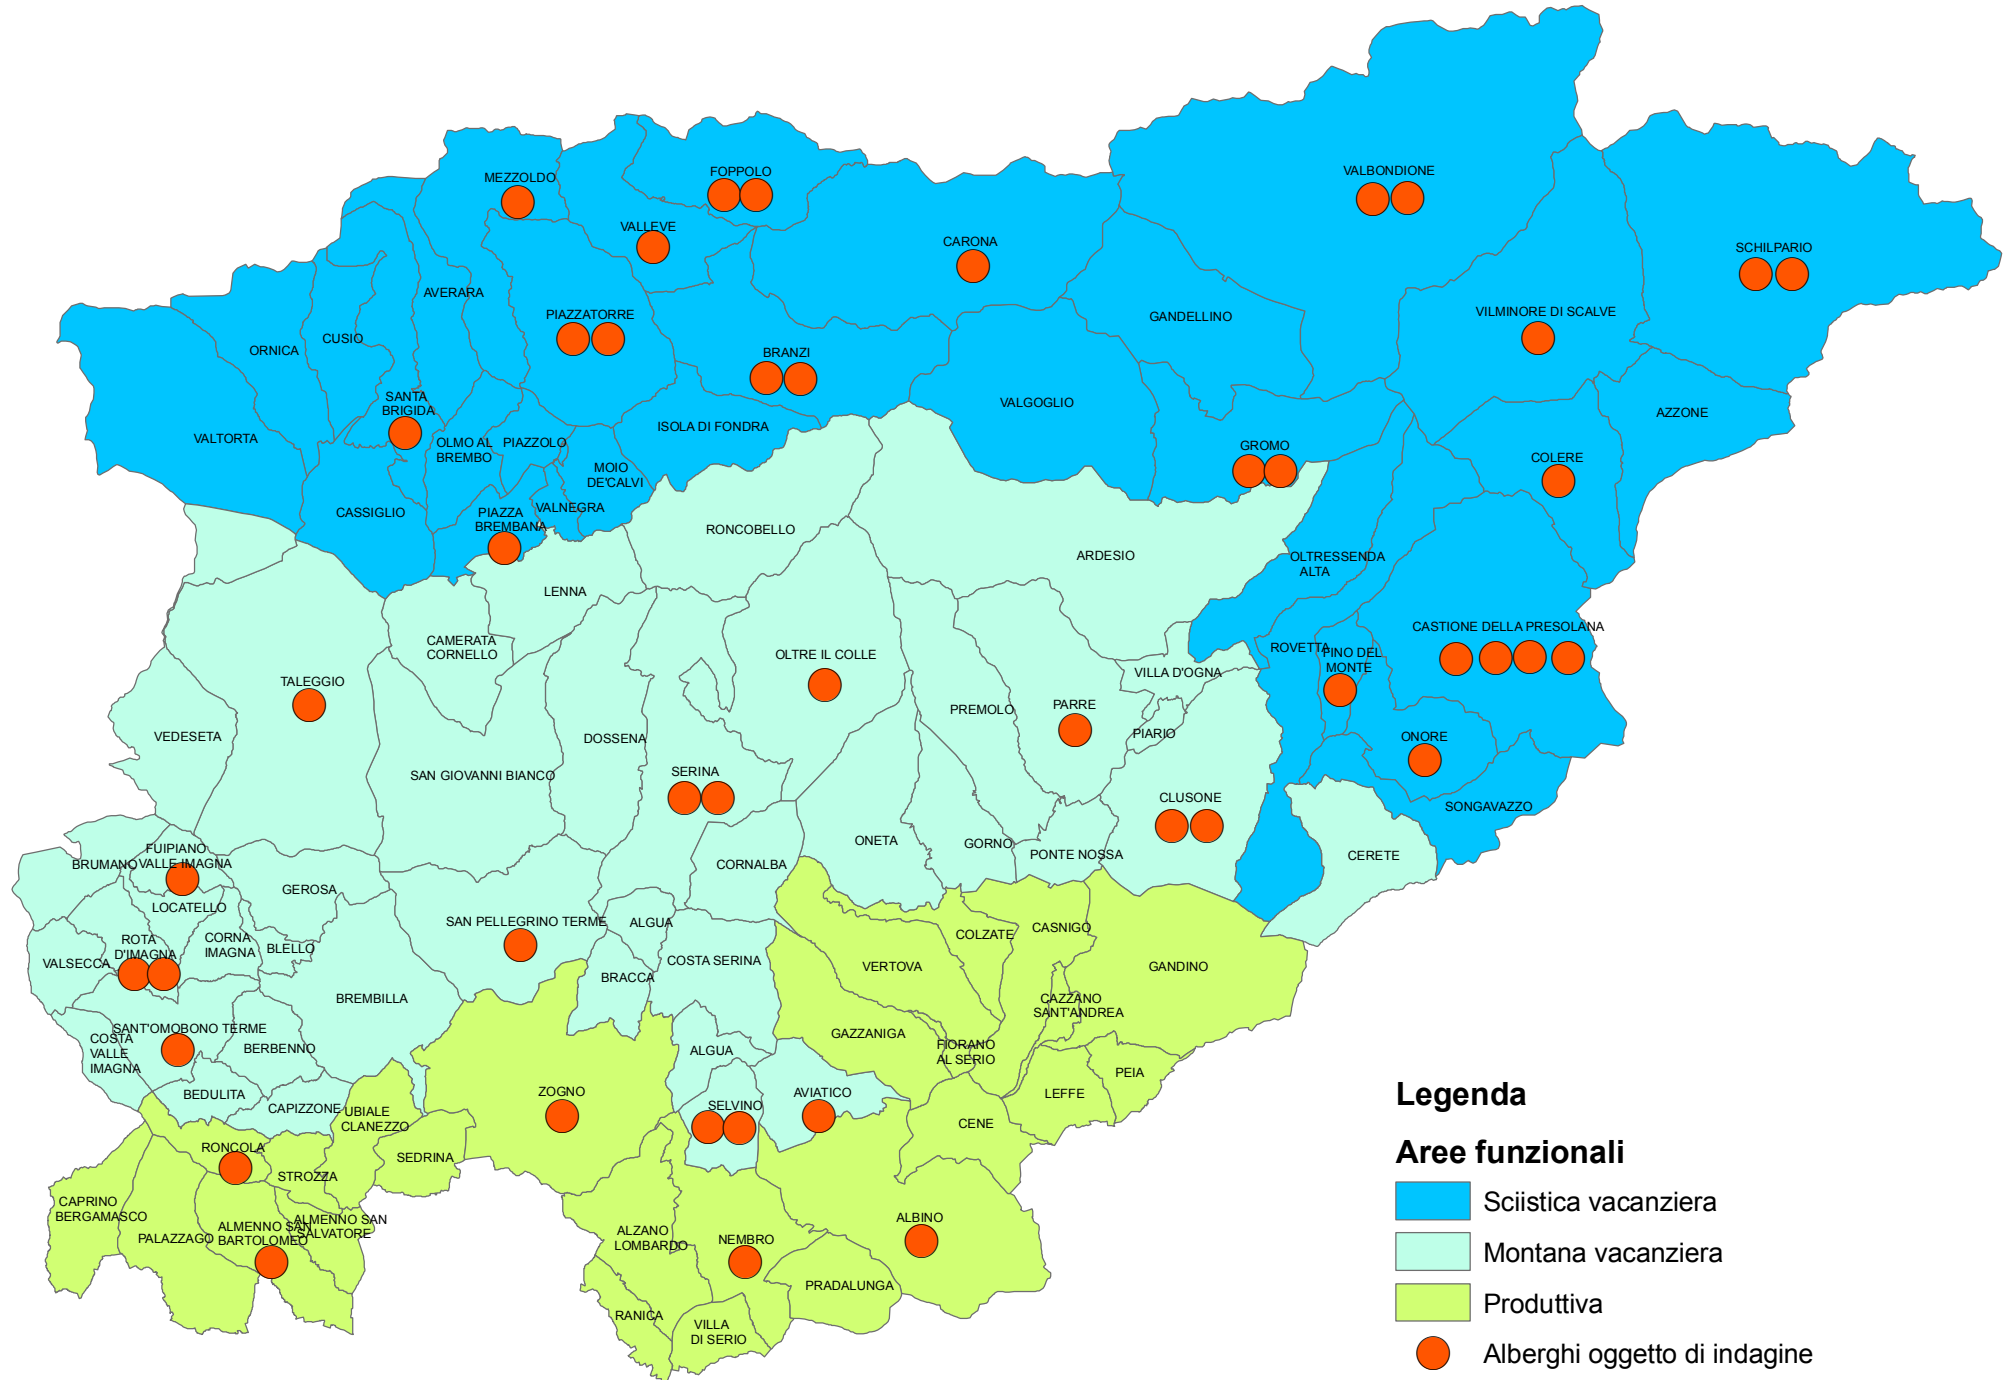 VALBONDIONE
FOPPOLO
MEZZOLDO
VALLEVE
CARONA
SCHILPARIO
AVERARA
PIAZZATORRE
GANDELLINO
VILMINORE DI SCALVE
CUSIO
ORNICA
BRANZI
SANTA
BRIGIDA
VALGOGLIO
AZZONE
ISOLA DI FONDRA
VALTORTA
OLMO AL
BREMBO
PIAZZOLO
GROMO
COLERE
MOIO
DE'CALVI
CASSIGLIO
PIAZZA
BREMBANA
VALNEGRA
RONCOBELLO
ARDESIO
OLTRESSENDA
ALTA
LENNA
CAMERATA
CORNELLO
CASTIONE DELLA PRESOLANA
ROVETTA
FINO DEL
MONTE
OLTRE IL COLLE
VILLA D'OGNA
TALEGGIO
PREMOLO
PARRE
VEDESETA
DOSSENA
PIARIO
ONORE
SAN GIOVANNI BIANCO
SERINA
CLUSONE
SONGAVAZZO
ONETA
GORNO
PONTE NOSSA
CERETE
BRUMANO
FUIPIANO
VALLE IMAGNA
CORNALBA
GEROSA
LOCATELLO
SAN PELLEGRINO TERME
ALGUA
CASNIGO
COLZATE
ROTA
D'IMAGNA
CORNA
IMAGNA
BLELLO
VALSECCA
COSTA SERINA
VERTOVA
GANDINO
BRACCA
BREMBILLA
CAZZANO
SANT'ANDREA
SANT'OMOBONO TERME
COSTA
VALLE
IMAGNA
BERBENNO
GAZZANIGA
FIORANO
AL SERIO
ALGUA
PEIA
BEDULITA
ZOGNO
SELVINO
AVIATICO
LEFFE
CAPIZZONE
UBIALE
CLANEZZO
CENE
RONCOLA
SEDRINA
STROZZA
CAPRINO
BERGAMASCO
PALAZZAGO
ALMENNO SAN
BARTOLOMEO
ALMENNO SAN
SALVATORE
ALZANO
LOMBARDO
NEMBRO
ALBINO
PRADALUNGA
RANICA
VILLA
DI SERIO
Legenda
Aree funzionali
Sciistica vacanziera
Montana vacanziera
Produttiva
Alberghi oggetto di indagine